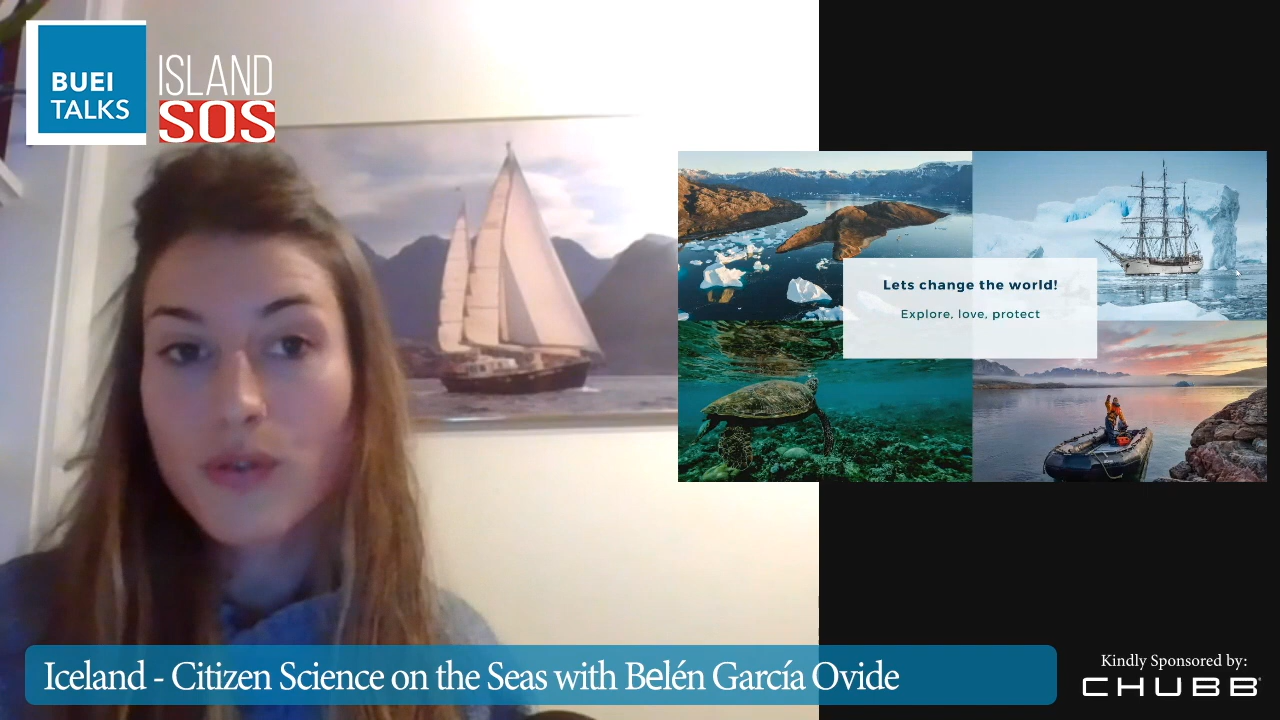 BUEI
TALKS
ISLAND
SOS
Lets change the world!
Explore, love, protect
Iceland - Citizen Science on the Seas with Belén García Ovide
Kindly Sponsored by:
CHUBB